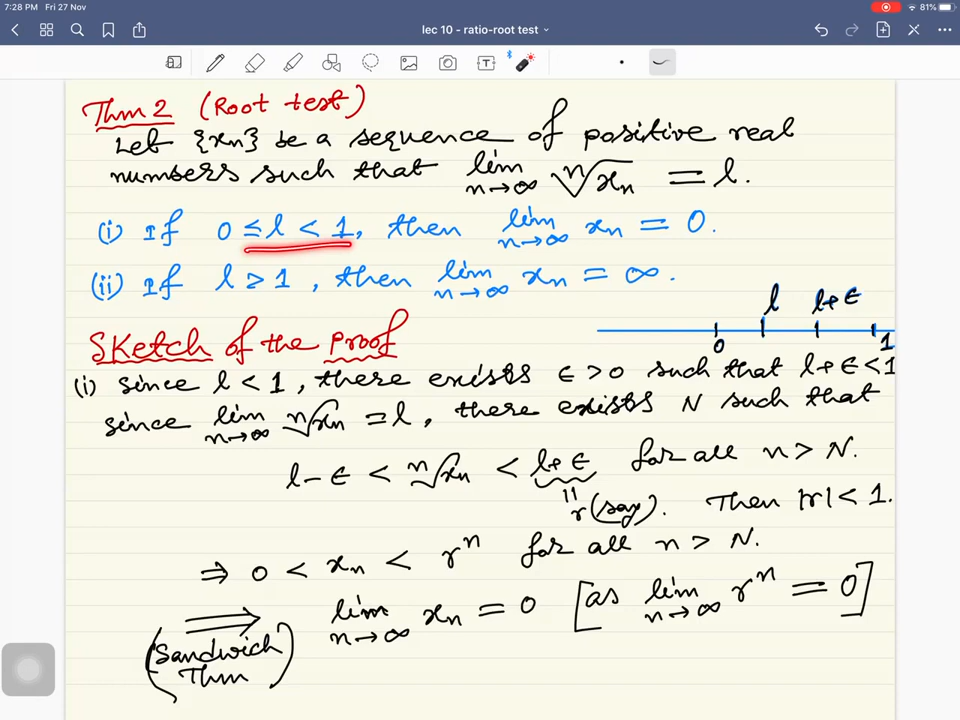 7:28 PM Fri 27 Nov
81%
lec 10 - ratio-root test
Thm 2 (Root test)
Let {xn} be a sequence of positive real
numbers such that lim n→∞ ⁿ√xn = l.
(i) If 0 ≤ l < 1, then lim n→∞ xn = 0.
(ii) If l > 1, then lim n→∞ xn = ∞.
0 l l+ε 1
Sketch of the Proof
(i) since l < 1, there exists ε > 0 such that l+ε < 1
since lim n→∞ ⁿ√xn = l, there exists N such that
l-ε < ⁿ√xn < l+ε for all n > N.
|| r (say). Then |r| < 1.
⇒ 0 < xn < rⁿ for all n > N.
⟹ lim n→∞ xn = 0 [as lim n→∞ rⁿ = 0]
(Sandwich
Thm)